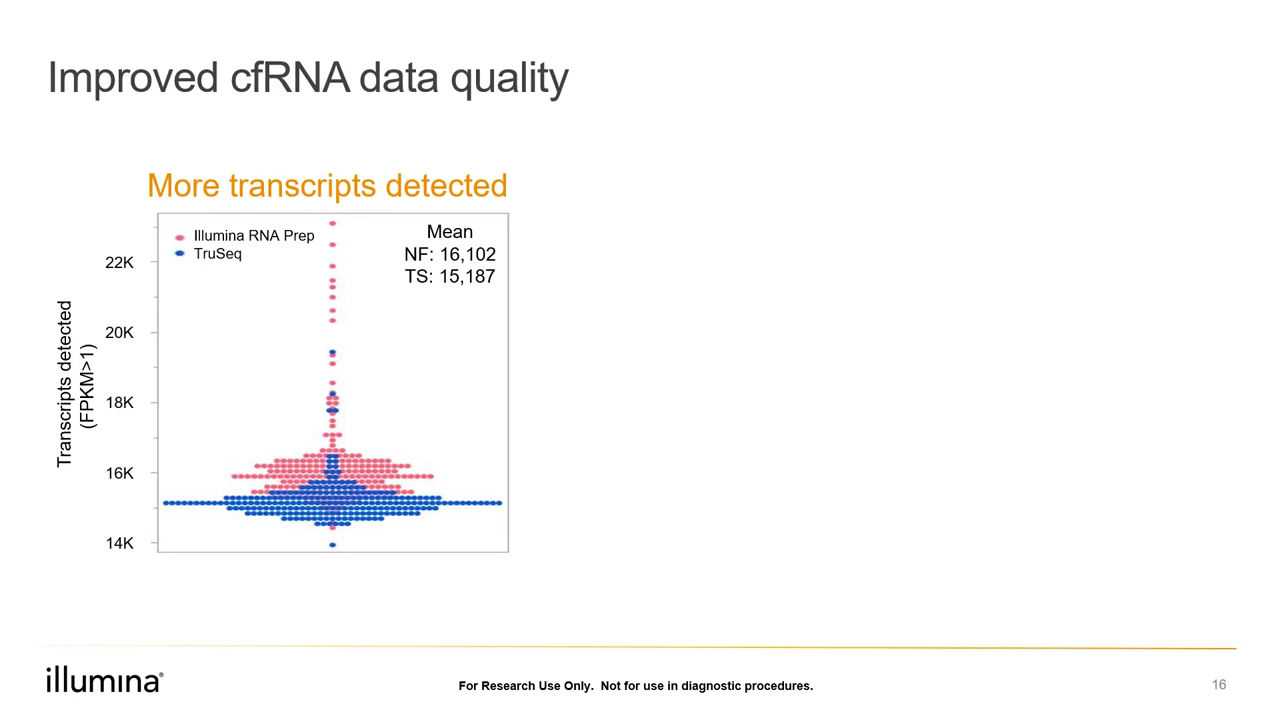 Improved cfRNA data quality
More transcripts detected
Illumina RNA Prep
TruSeq
Mean
NF: 16,102
TS: 15,187
Transcripts detected
(FPKM>1)
22K
20K
18K
16K
14K
illumina®
For Research Use Only. Not for use in diagnostic procedures.
16